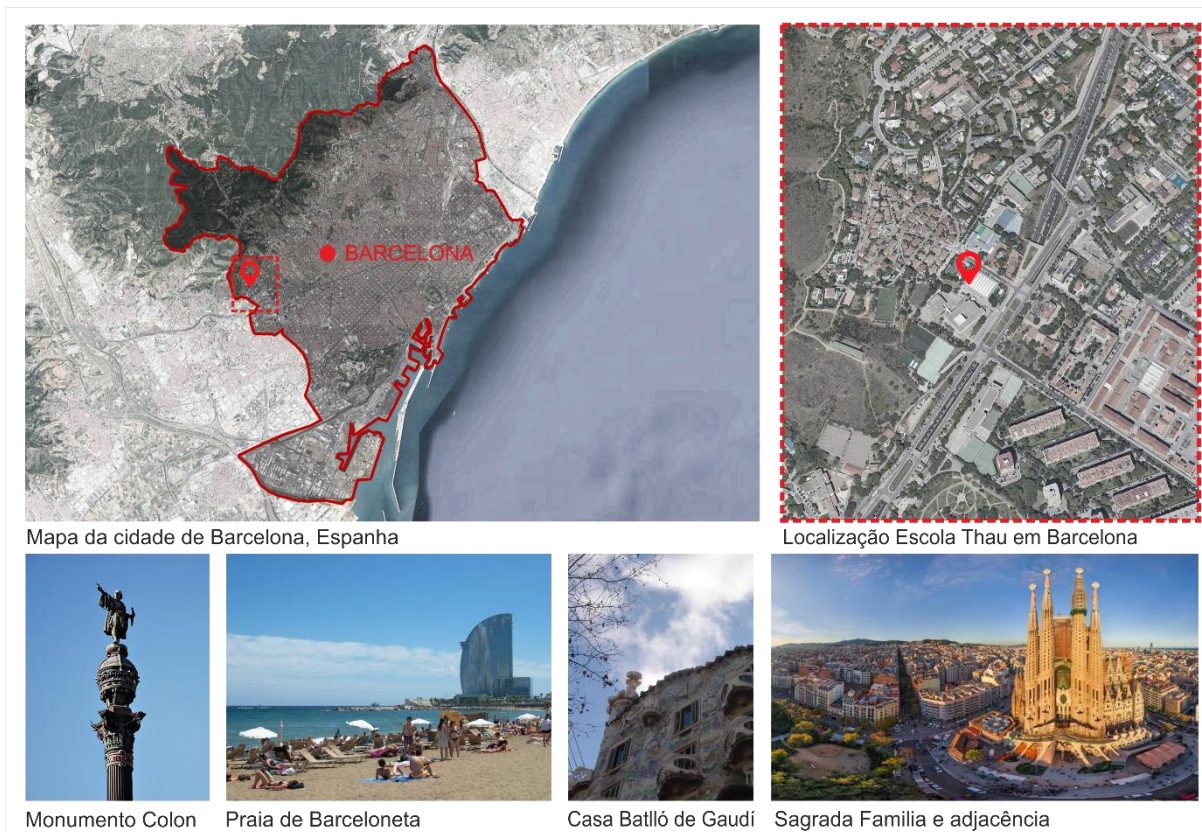 BARCELONA
Mapa da cidade de Barcelona, Espanha
Localização Escola Thau em Barcelona
Monumento Colon
Praia de Barceloneta
Casa Batlló de Gaudí
Sagrada Familia e adjacência